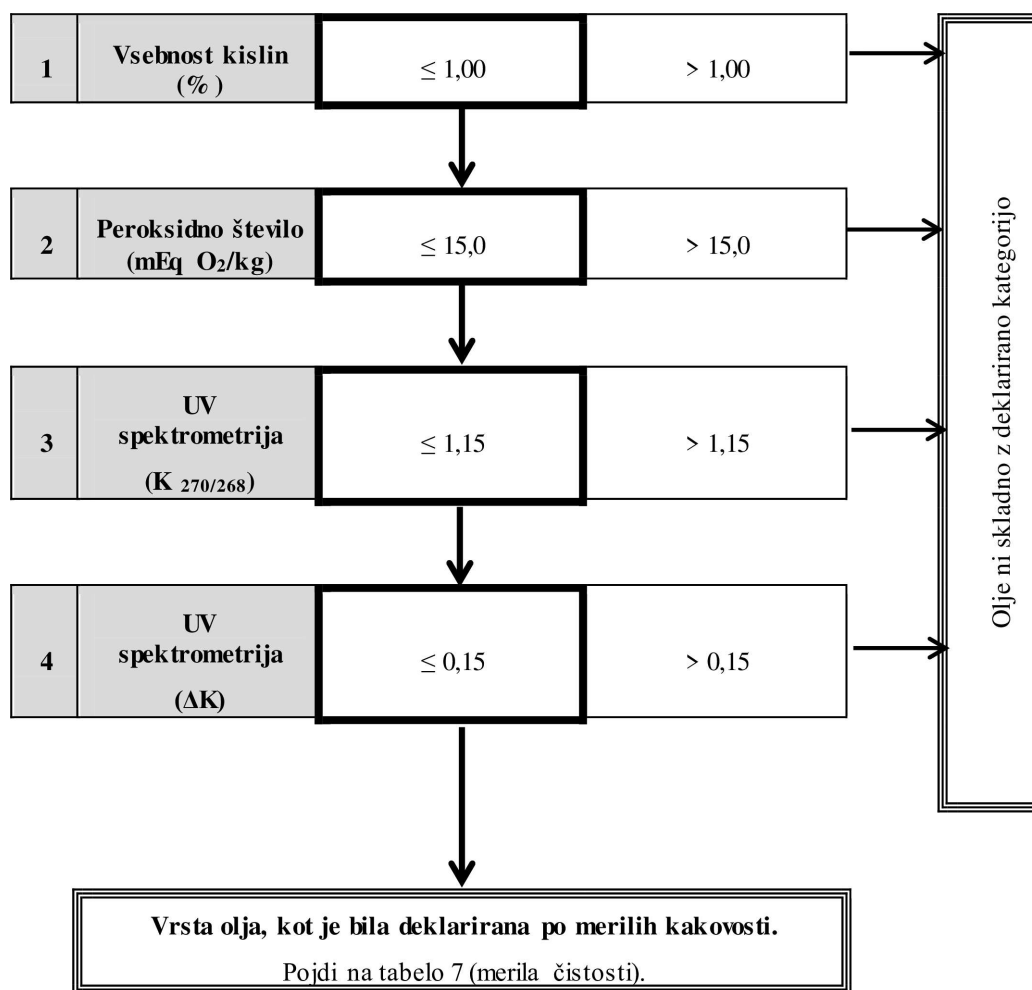 1
Vsebnost kislin
(%)
≤ 1,00
> 1,00
2
Peroksidno število
(mEq O₂/kg)
≤ 15,0
> 15,0
3
UV
spektrometrija
(K 270/268)
≤ 1,15
> 1,15
4
UV
spektrometrija
(ΔK)
≤ 0,15
> 0,15
Olje ni skladno z deklarirano kategorijo
Vrsta olja, kot je bila deklarirana po merilih kakovosti.
Pojdi na tabelo 7 (merila čistosti).